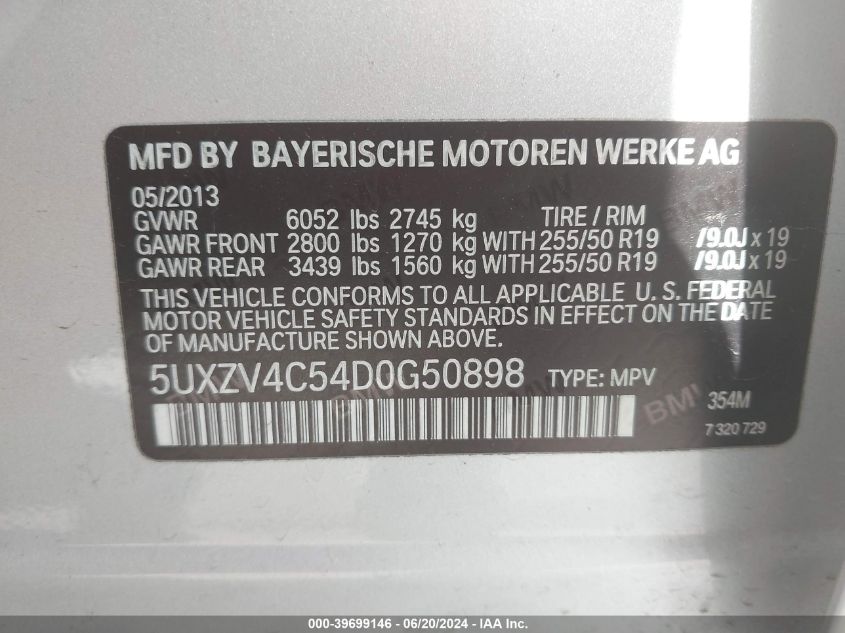 MFD BY BAYERISCHE MOTOREN WERKE AG
05/2013
GVWR 6052 lbs 2745 kg TIRE / RIM
GAWR FRONT 2800 lbs 1270 kg WITH 255/50 R19 /9.0J x 19
GAWR REAR 3439 lbs 1560 kg WITH 255/50 R19 /9.0J x 19
THIS VEHICLE CONFORMS TO ALL APPLICABLE U. S. FEDERAL
MOTOR VEHICLE SAFETY STANDARDS IN EFFECT ON THE DATE
OF MANUFACTURE SHOWN ABOVE.
5UXZV4C54D0G50898 TYPE: MPV
BMW 354M
7 320 729
000-39699146 - 06/20/2024 - IAA Inc.